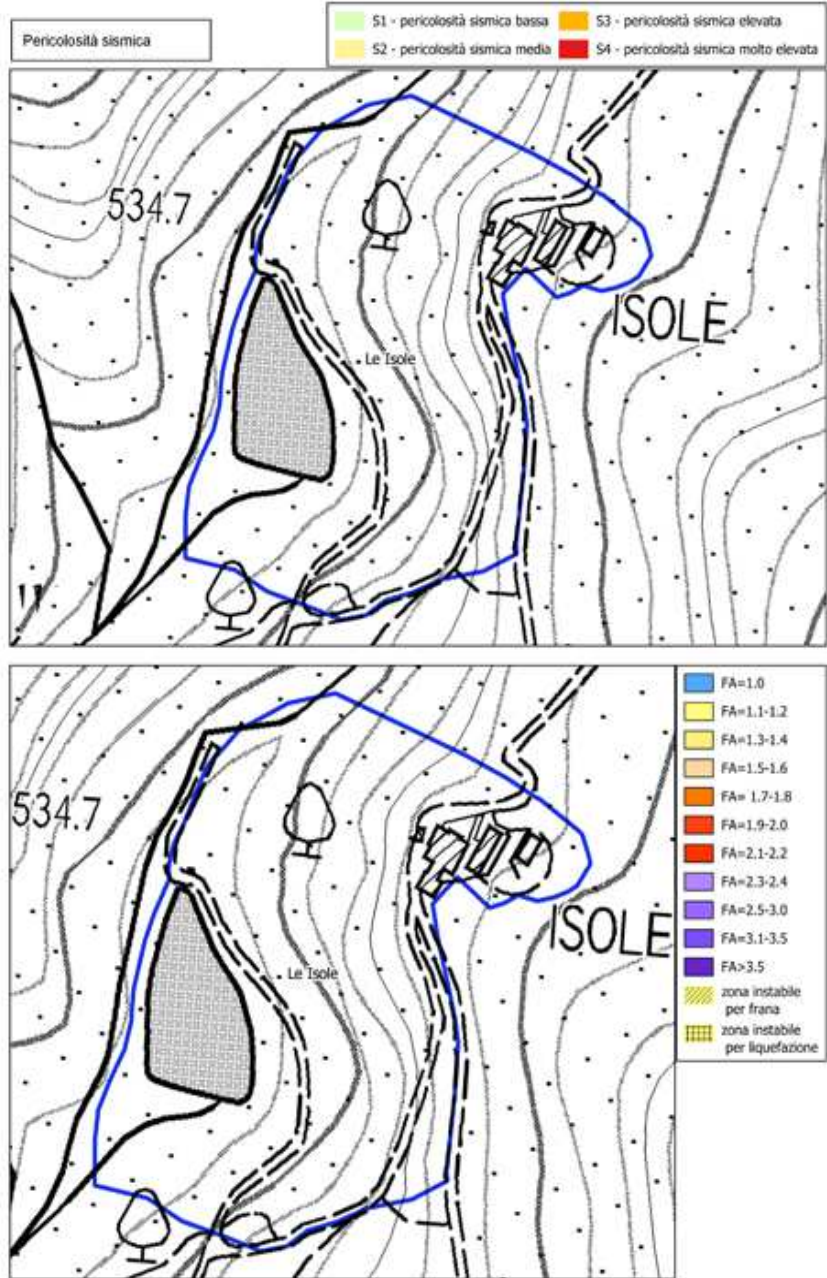 Pericolosità sismica
S1 - pericolosità sismica bassa
S3 - pericolosità sismica elevata
S2 - pericolosità sismica media
S4 - pericolosità sismica molto elevata
534.7
ISOLE
Le Isole
FA=1.0
FA=1.1-1.2
FA=1.3-1.4
FA=1.5-1.6
FA= 1.7-1.8
FA=1.9-2.0
FA=2.1-2.2
FA=2.3-2.4
FA=2.5-3.0
FA=3.1-3.5
FA>3.5
zona instabile
per frana
zona instabile
per liquefazione
534.7
ISOLE
Le Isole